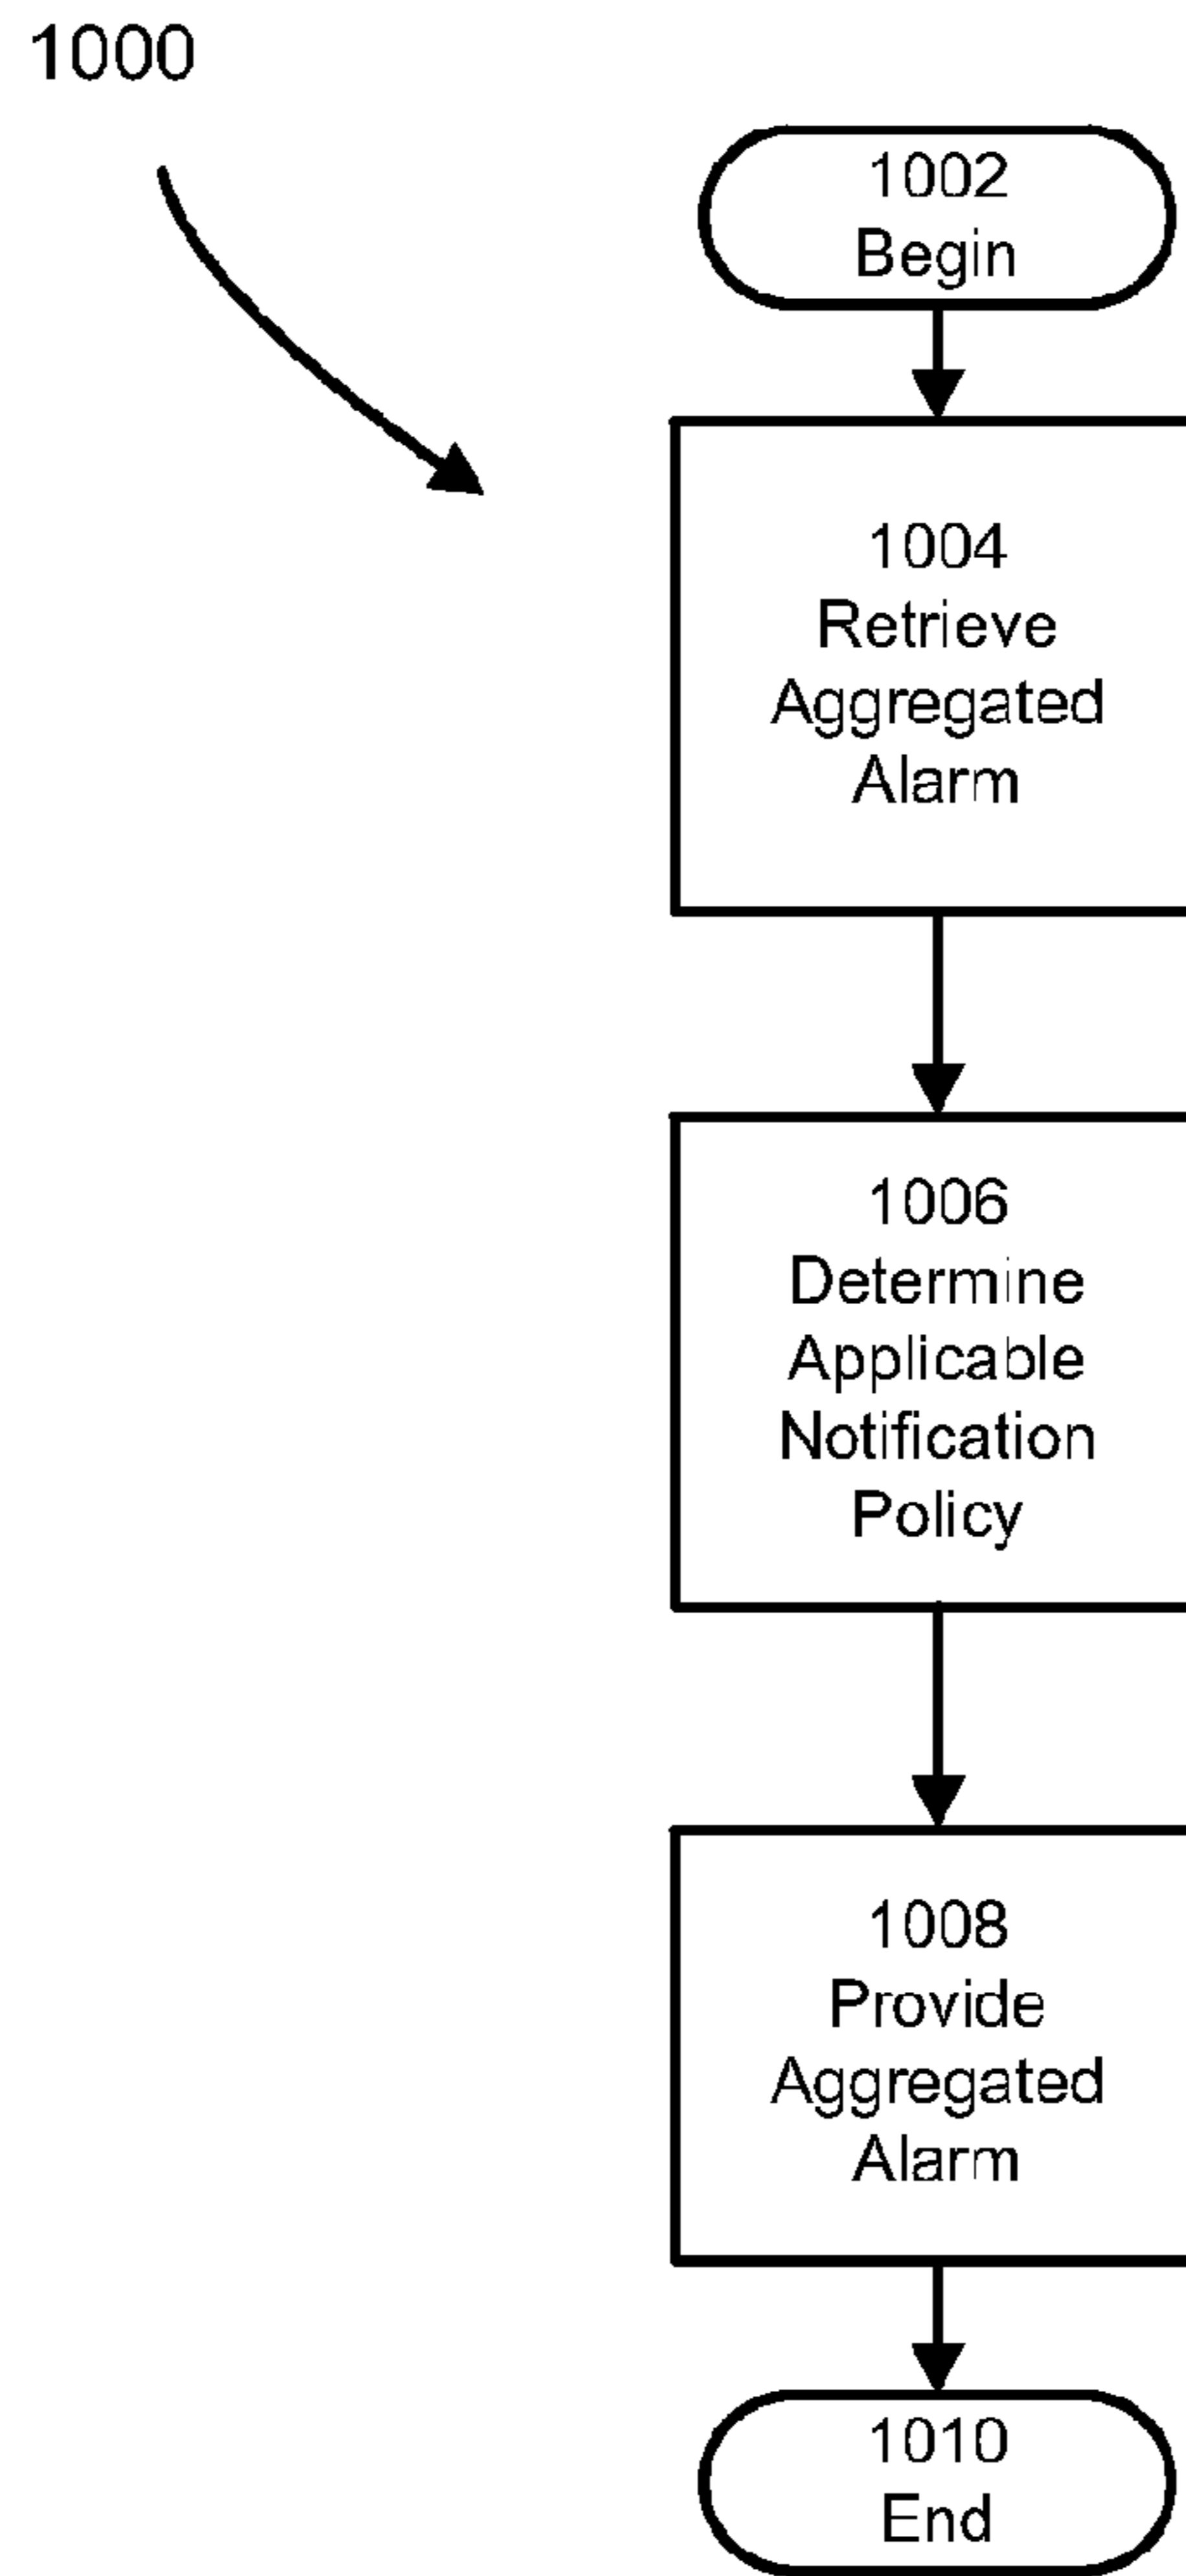 1000
1002
Begin
1004
Retrieve
Aggregated
Alarm
1006
Determine
Applicable
Notification
Policy
1008
Provide
Aggregated
Alarm
1010
End